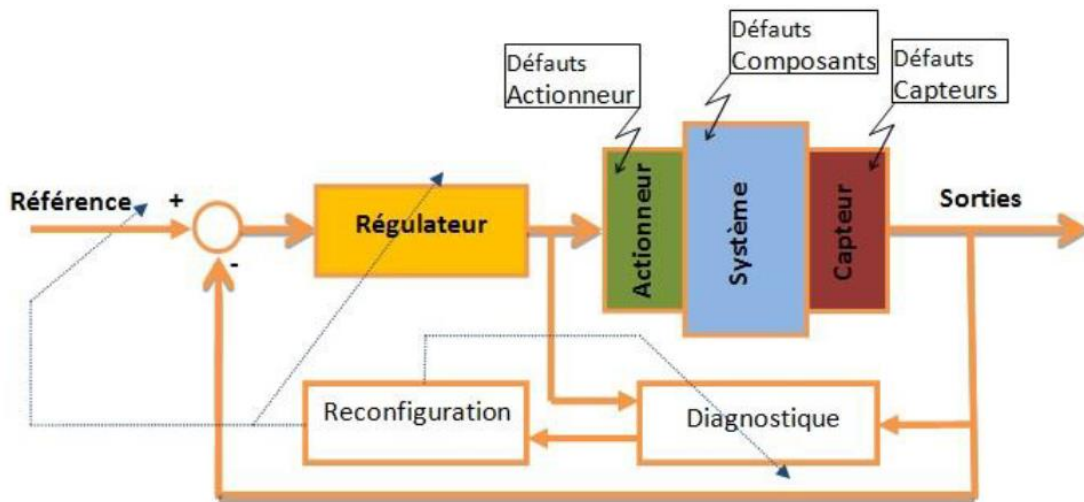 Défauts
Actionneur
Défauts
Composants
Défauts
Capteurs
Référence
+
-
Régulateur
Actionneur
Système
Capteur
Sorties
Reconfiguration
Diagnostique